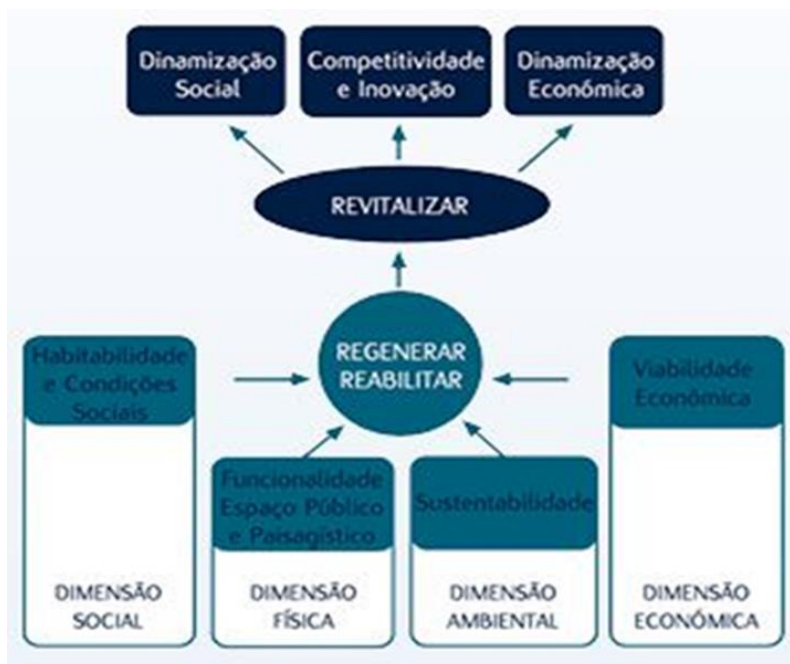 Dinamização
Social
Competitividade
e Inovação
Dinamização
Económica
REVITALIZAR
REGENERAR
REABILITAR
Habitabilidade
e Condições
Sociais
Viabilidade
Econômica
Funcionalidade
Espaço Público
e Paisagístico
Sustentabilidade
DIMENSÃO
SOCIAL
DIMENSÃO
FÍSICA
DIMENSÃO
AMBIENTAL
DIMENSÃO
ECONÓMICA